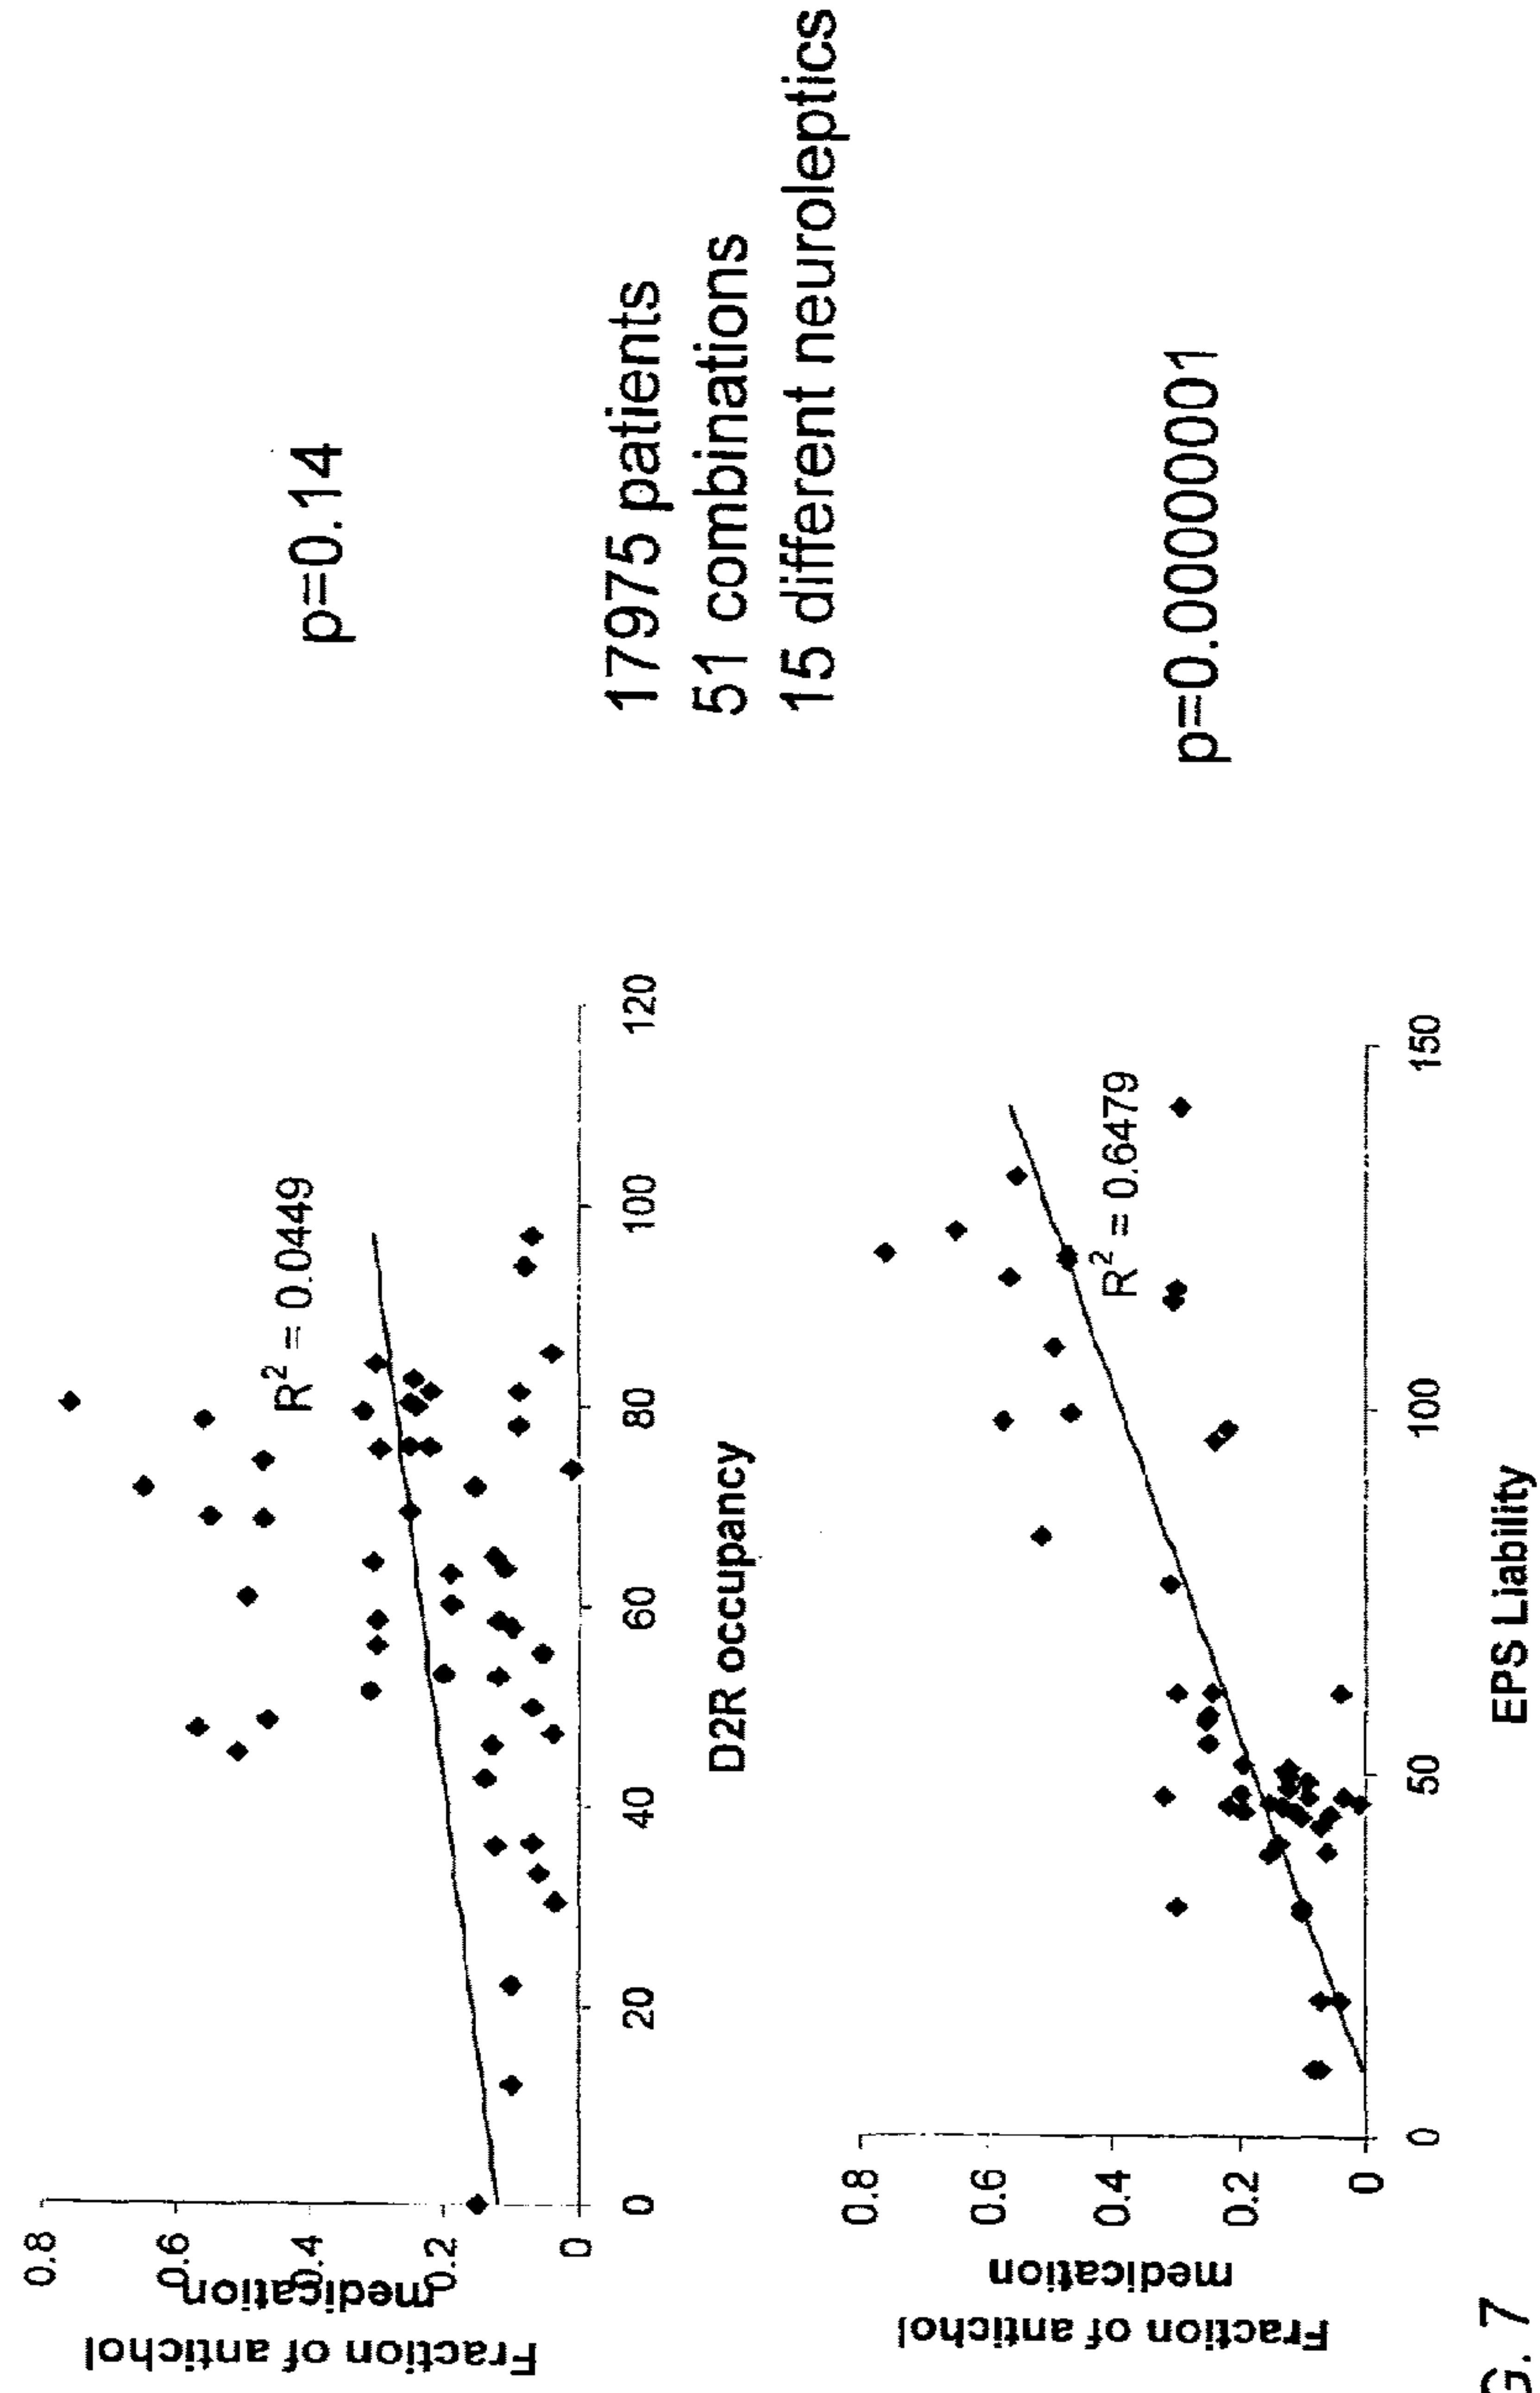 0.8
0.6
0.4
0.2
0
Fraction of antichol
medication
R² = 0.0449
0
20
40
60
80
100
120
D2R occupancy
p=0.14
17975 patients
51 combinations
15 different neuroleptics
0.8
0.6
0.4
0.2
0
Fraction of antichol
medication
R² = 0.6479
0
50
100
150
EPS Liability
p=0.0000001
G. 7